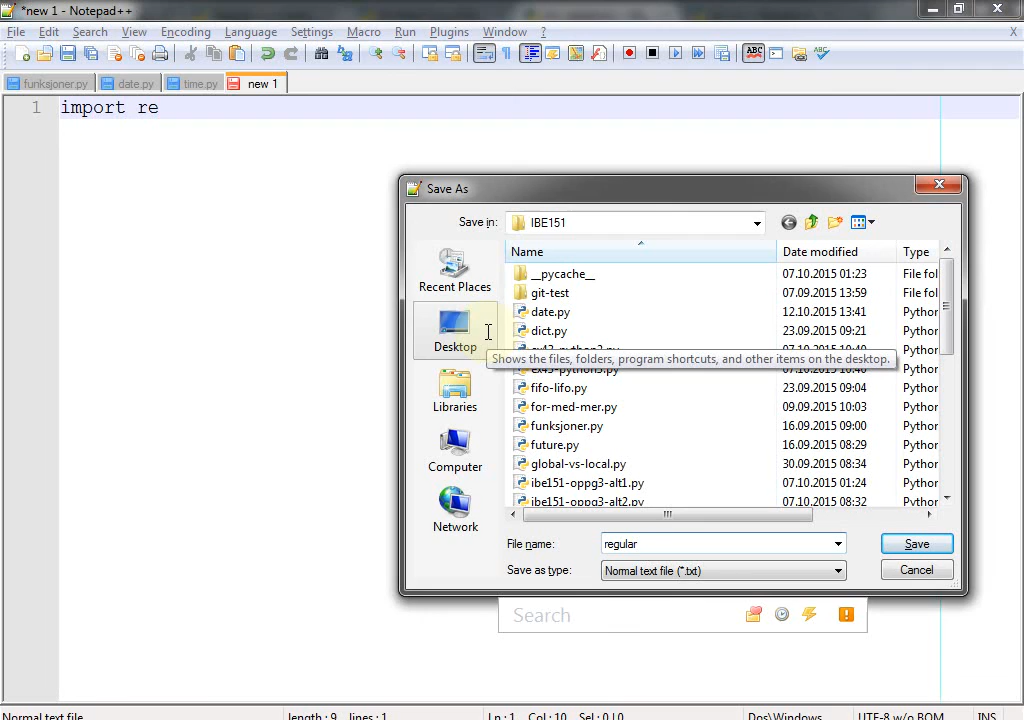 *new 1 - Notepad++
File Edit Search View Encoding Language Settings Macro Run Plugins Window ? X
funksjoner.py date.py time.py new 1
1 import re
Save As
Save in: IBE151
Name Date modified Type
Recent Places
Desktop
Libraries
Computer
Network
__pycache__ 07.10.2015 01:23 File fol
git-test 07.09.2015 13:59 File fol
date.py 12.10.2015 13:41 Python
dict.py 23.09.2015 09:21 Python
Shows the files, folders, program shortcuts, and other items on the desktop.
fifo-lifo.py 23.09.2015 09:04 Python
for-med-mer.py 09.09.2015 10:03 Python
funksjoner.py 16.09.2015 09:00 Python
future.py 16.09.2015 08:29 Python
global-vs-local.py 30.09.2015 08:34 Python
ibe151-oppg3-alt1.py 07.10.2015 01:24 Python
ibe151-oppg3-alt2.py 07.10.2015 08:32 Python
File name: regular Save
Save as type: Normal text file (*.txt) Cancel
Search
Normal text file length : 9 lines : 1 Ln : 1 Col : 10 Sel : 0 | 0 Dos\Windows UTF-8 w/o BOM INS